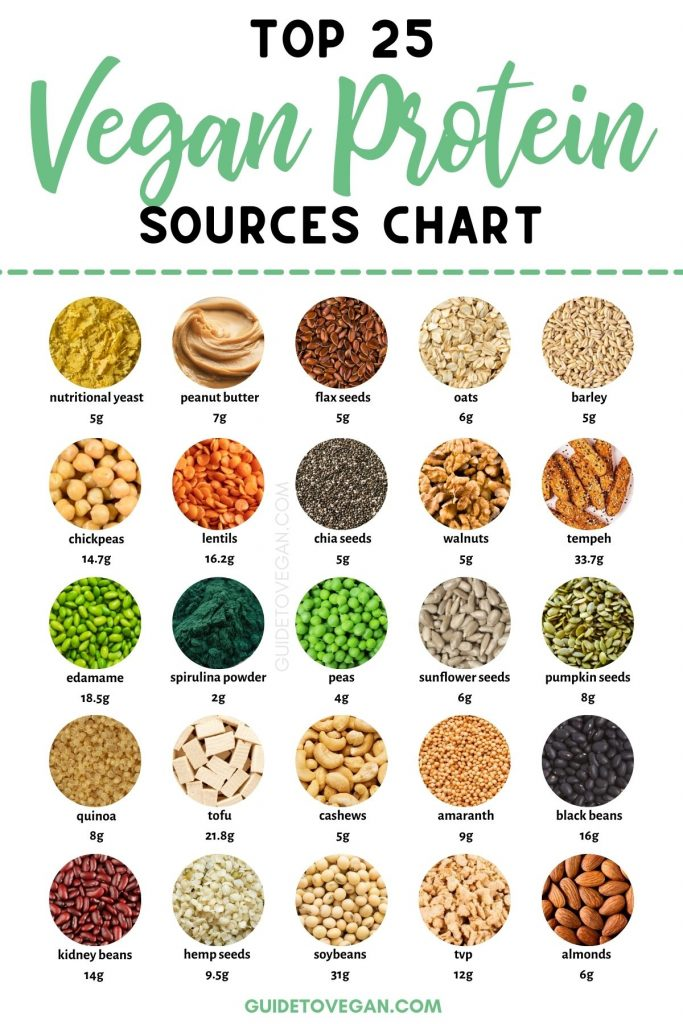 TOP 25
Vegan Protein
SOURCES CHART
nutritional yeast
5g
peanut butter
7g
flax seeds
5g
oats
6g
barley
5g
chickpeas
14.7g
lentils
16.2g
chia seeds
5g
walnuts
5g
tempeh
33.7g
GUIDETOVEGAN.COM
edamame
18.5g
spirulina powder
2g
peas
4g
sunflower seeds
6g
pumpkin seeds
8g
quinoa
8g
tofu
21.8g
cashews
5g
amaranth
9g
black beans
16g
kidney beans
14g
hemp seeds
9.5g
soybeans
31g
tvp
12g
almonds
6g
GUIDETOVEGAN.COM